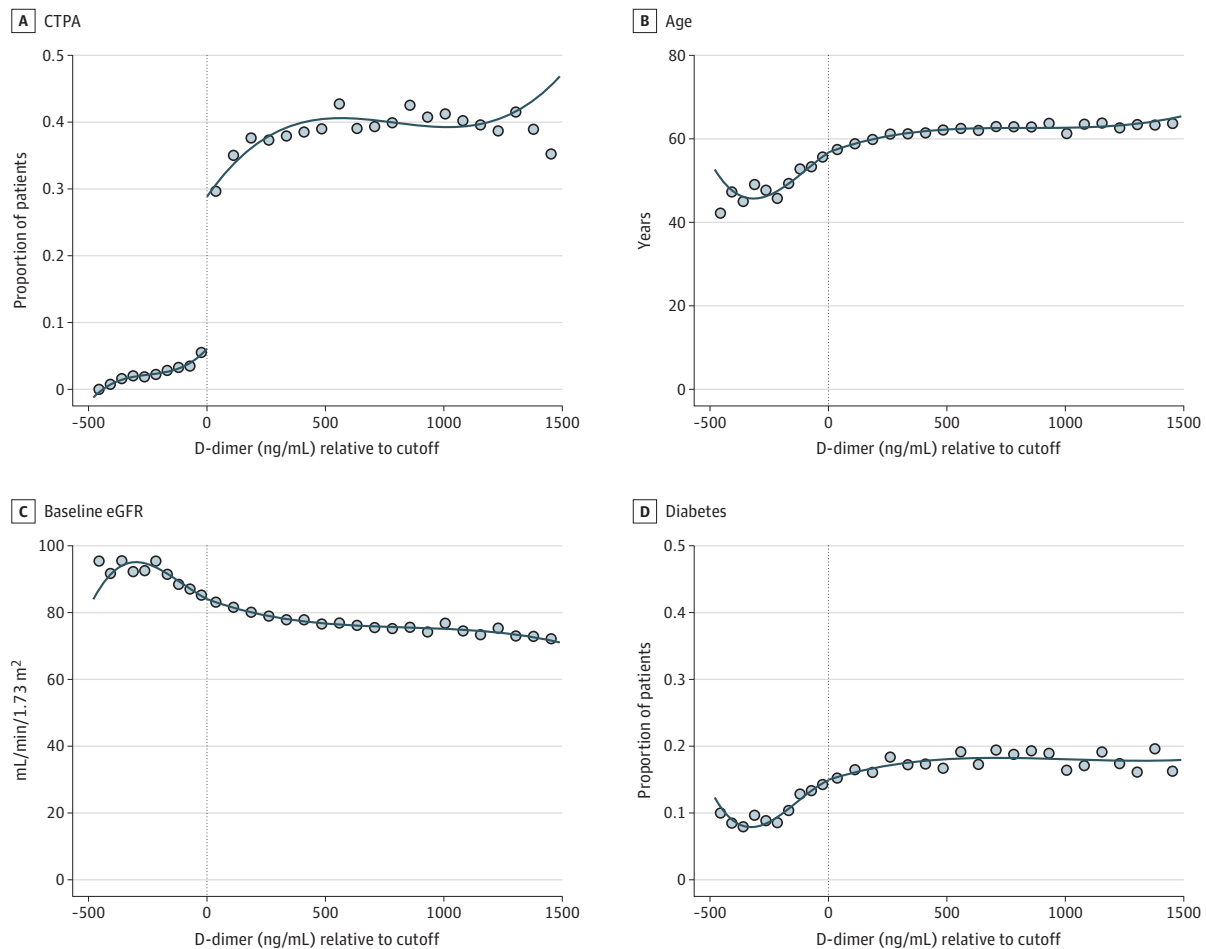 A CTPA
0.5
0.4
0.3
0.2
0.1
0
Proportion of patients
-500 0 500 1000 1500
D-dimer (ng/mL) relative to cutoff
B Age
80
60
40
20
0
Years
-500 0 500 1000 1500
D-dimer (ng/mL) relative to cutoff
C Baseline eGFR
100
80
60
40
20
0
mL/min/1.73 m²
-500 0 500 1000 1500
D-dimer (ng/mL) relative to cutoff
D Diabetes
0.5
0.4
0.3
0.2
0.1
0
Proportion of patients
-500 0 500 1000 1500
D-dimer (ng/mL) relative to cutoff